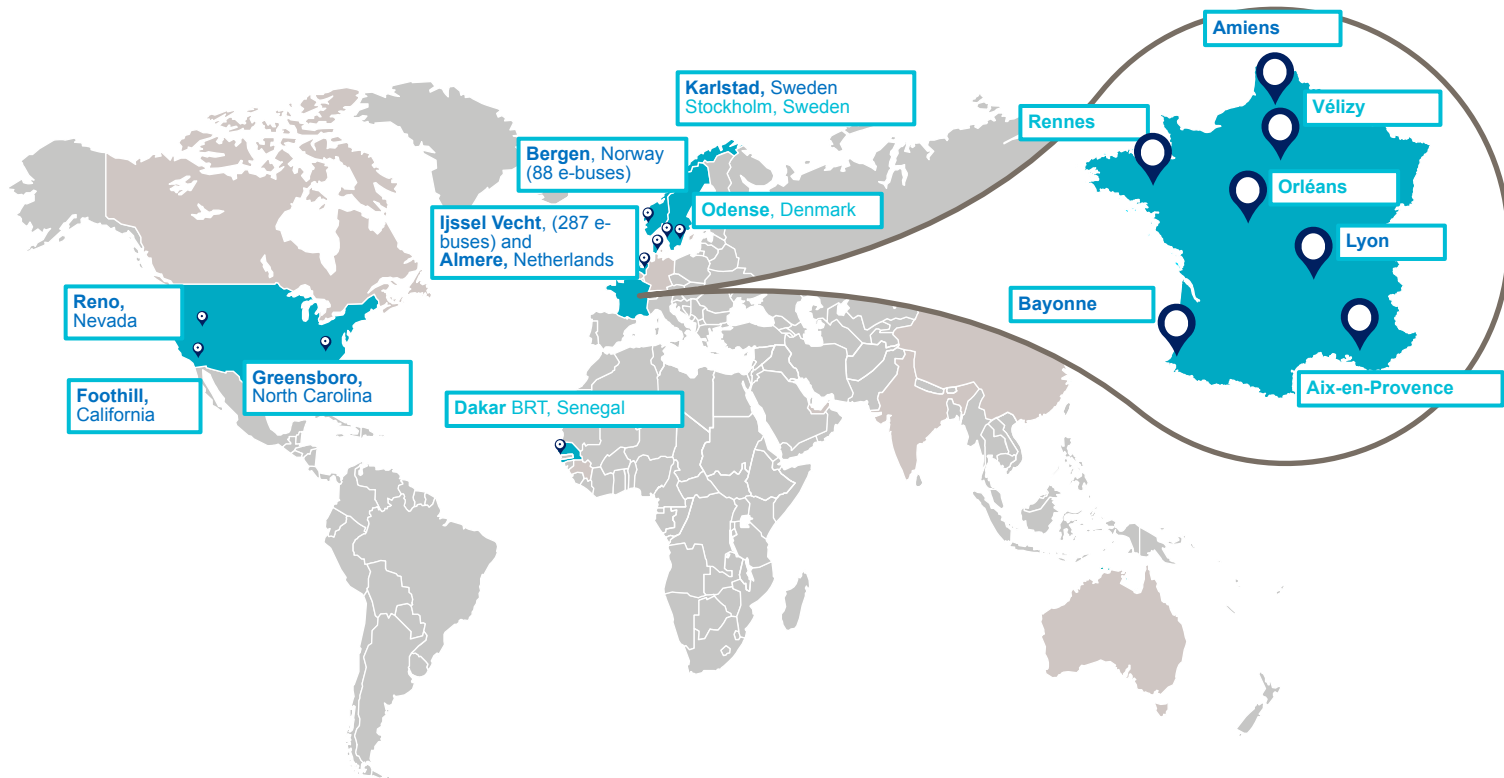 Amiens
Karlstad, Sweden
Stockholm, Sweden
Vélizy
Rennes
Bergen, Norway
(88 e-buses)
Orléans
Odense, Denmark
Ijssel Vecht, (287 e-
buses) and
Almere, Netherlands
Lyon
Reno,
Nevada
Bayonne
Greensboro,
North Carolina
Foothill,
California
Aix-en-Provence
Dakar BRT, Senegal